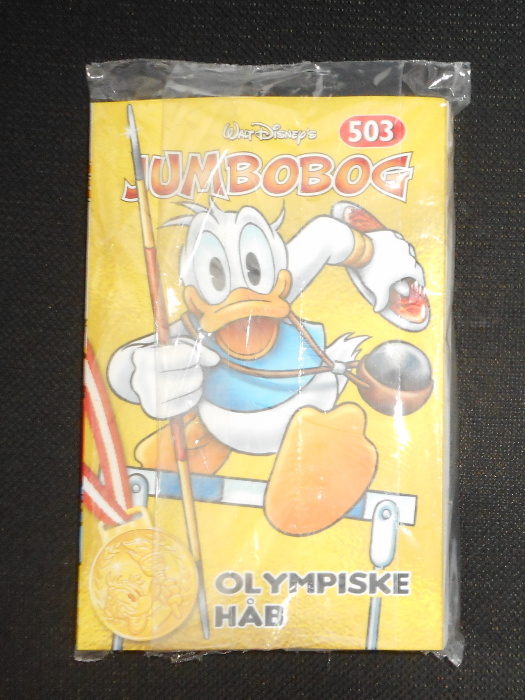 WALT DISNEY'S
503
JUMBOBOG
OLYMPISKE
HÅB